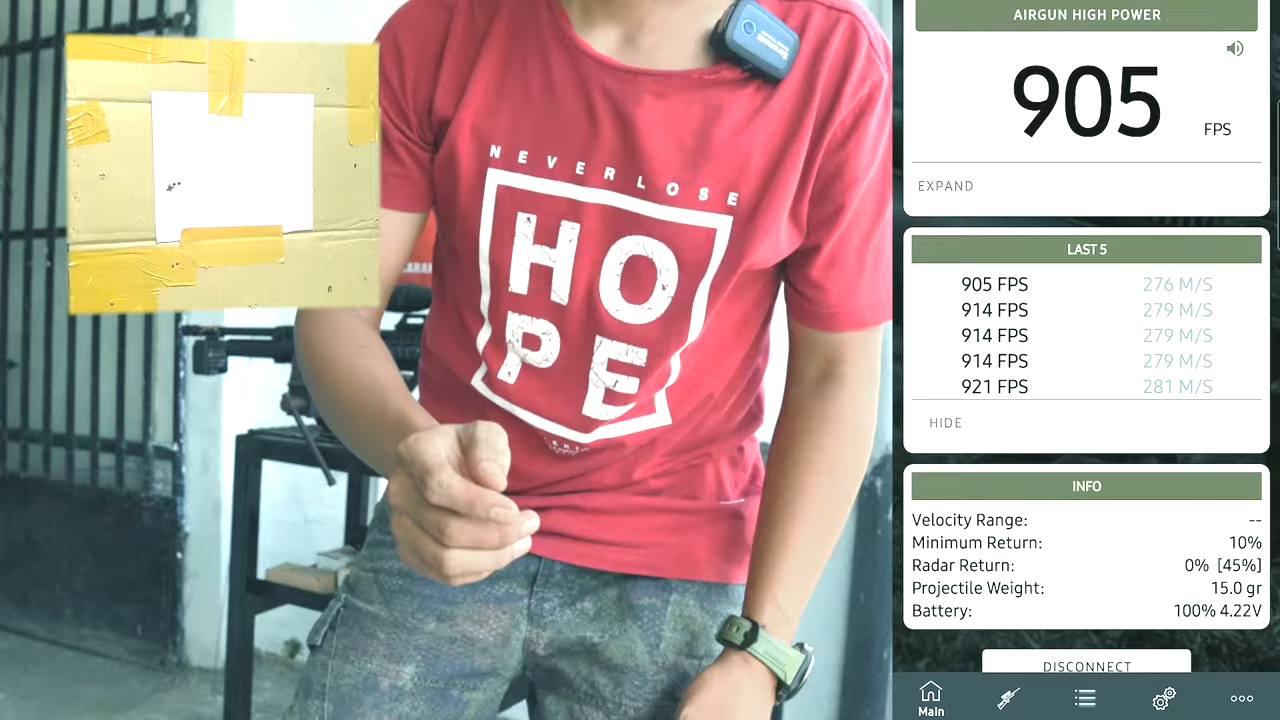 NEVER LOSE
HO
PE
AIRGUN HIGH POWER
905
FPS
EXPAND
LAST 5
905 FPS 276 M/S
914 FPS 279 M/S
914 FPS 279 M/S
914 FPS 279 M/S
921 FPS 281 M/S
HIDE
INFO
Velocity Range: --
Minimum Return: 10%
Radar Return: 0% [45%]
Projectile Weight: 15.0 gr
Battery: 100% 4.22V
DISCONNECT
Main